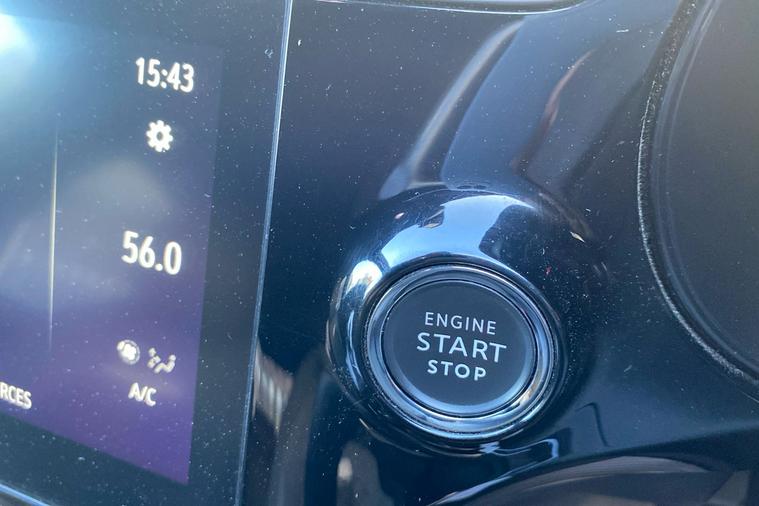 15:43
56.0
RCES
A/C
ENGINE
START
STOP